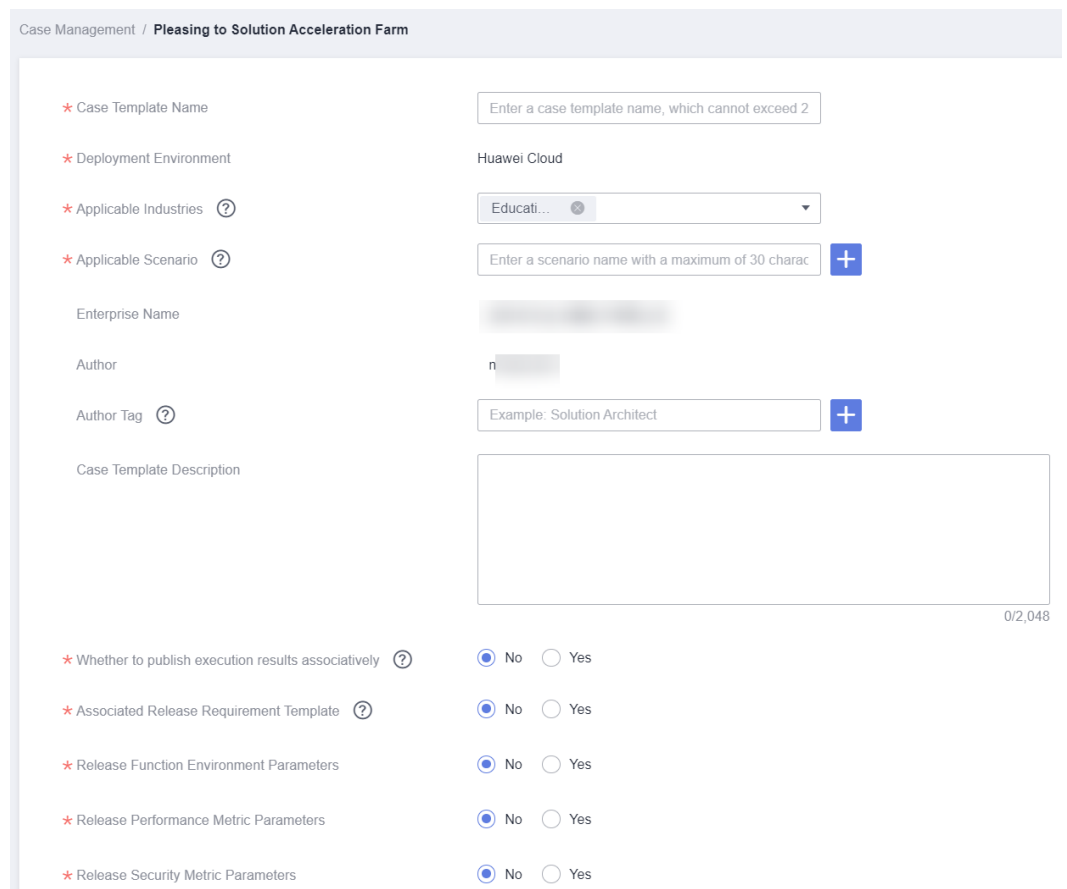 Case Management / Pleasing to Solution Acceleration Farm
* Case Template Name
Enter a case template name, which cannot exceed 2
* Deployment Environment
Huawei Cloud
* Applicable Industries ?
Educati...
* Applicable Scenario ?
Enter a scenario name with a maximum of 30 charac
+
Enterprise Name
Author
n
Author Tag ?
Example: Solution Architect
+
Case Template Description
0/2,048
* Whether to publish execution results associatively ?
No Yes
* Associated Release Requirement Template ?
No Yes
* Release Function Environment Parameters
No Yes
* Release Performance Metric Parameters
No Yes
* Release Security Metric Parameters
No Yes